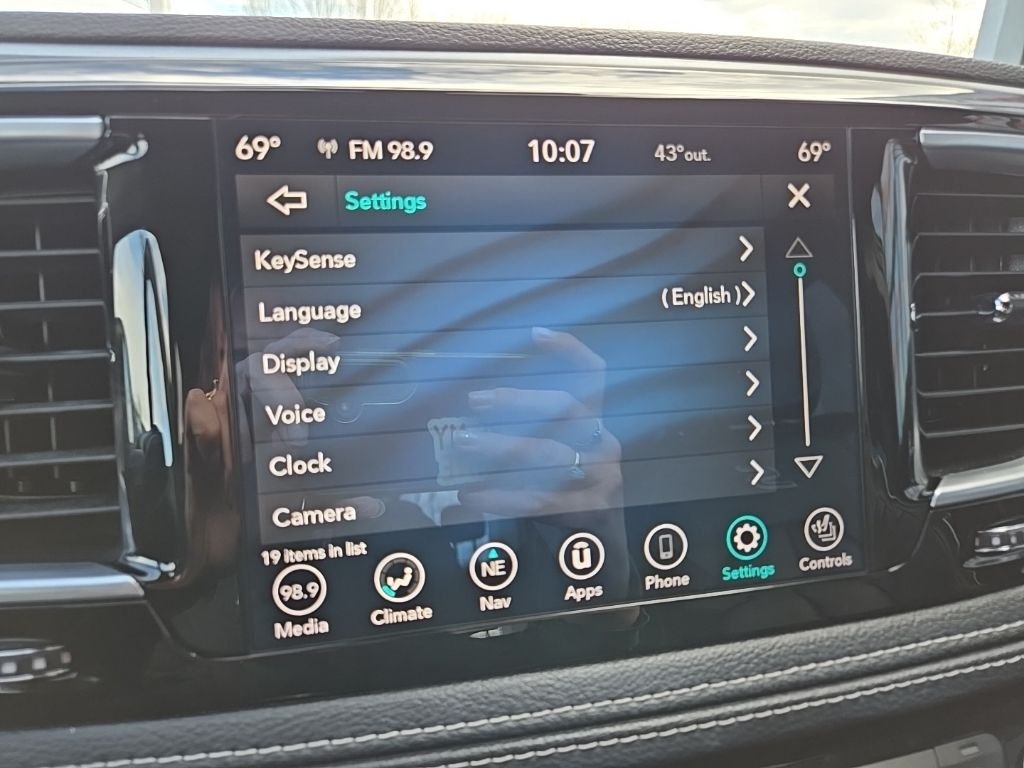 69° FM 98.9 10:07 43°out. 69°
Settings X
KeySense
Language (English)
Display
Voice
Clock
Camera
19 items in list
98.9 NE ū
Media Climate Nav Apps Phone Settings Controls